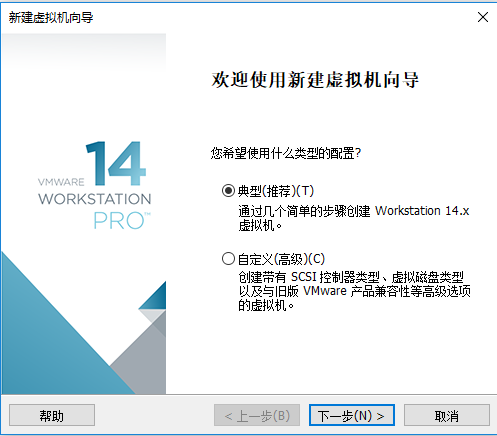 新建虚拟机向导
欢迎使用新建虚拟机向导
VMWARE 14
WORKSTATION
PRO™
您希望使用什么类型的配置?
典型(推荐)(T)
通过几个简单的步骤创建 Workstation 14.x
虚拟机。
自定义(高级)(C)
创建带有 SCSI 控制器类型、虚拟磁盘类型
以及与旧版 VMware 产品兼容性等高级选项
的虚拟机。
帮助
< 上一步(B)
下一步(N) >
取消